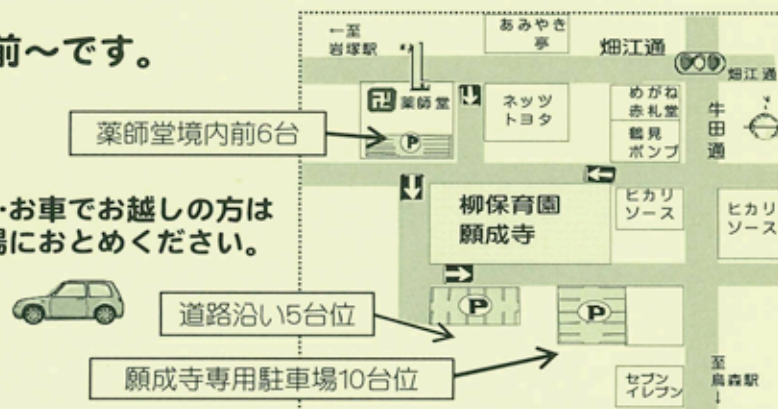 前～です。
薬師堂境内前6台
・お車でお越しの方は
場におとめください。
道路沿い5台位
願成寺専用駐車場10台位
←至
岩塚駅
あみやき
亭
畑江通
畑江通
卍 薬師堂
P
ネッツ
トヨタ
めがね
赤札堂
鶴見
ポンプ
牛田通
柳保育園
願成寺
ヒカリ
ソース
ヒカリ
ソース
P
P
セブン
イレブン
至
烏森駅
↓